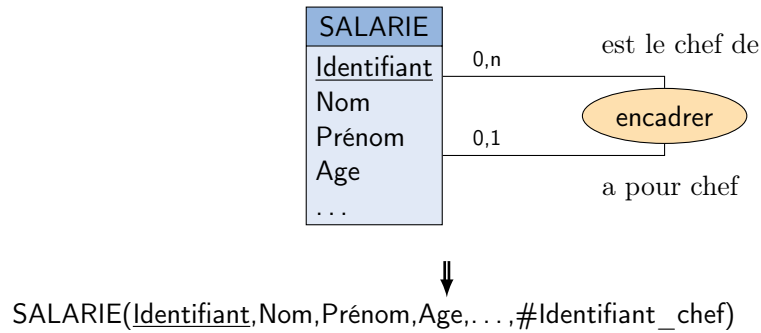 SALARIE
Identifiant
Nom
Prénom
Age
. . .
0,n
est le chef de
encadrer
0,1
a pour chef
⇓
SALARIE(Identifiant,Nom,Prénom,Age,. . . ,#Identifiant_chef)